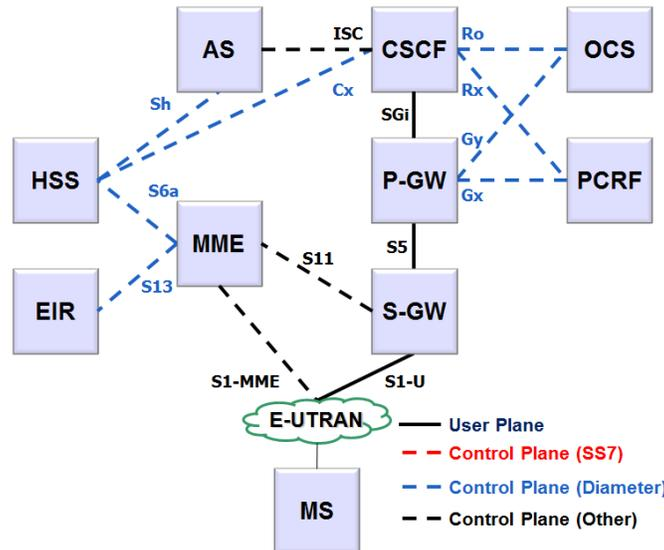 ISC
Ro
AS
CSCF
OCS
Sh
Cx
Rx
SGi
Gy
HSS
P-GW
PCRF
S6a
Gx
MME
S5
S11
S13
EIR
S-GW
S1-MME
S1-U
E-UTRAN
User Plane
Control Plane (SS7)
Control Plane (Diameter)
MS
Control Plane (Other)